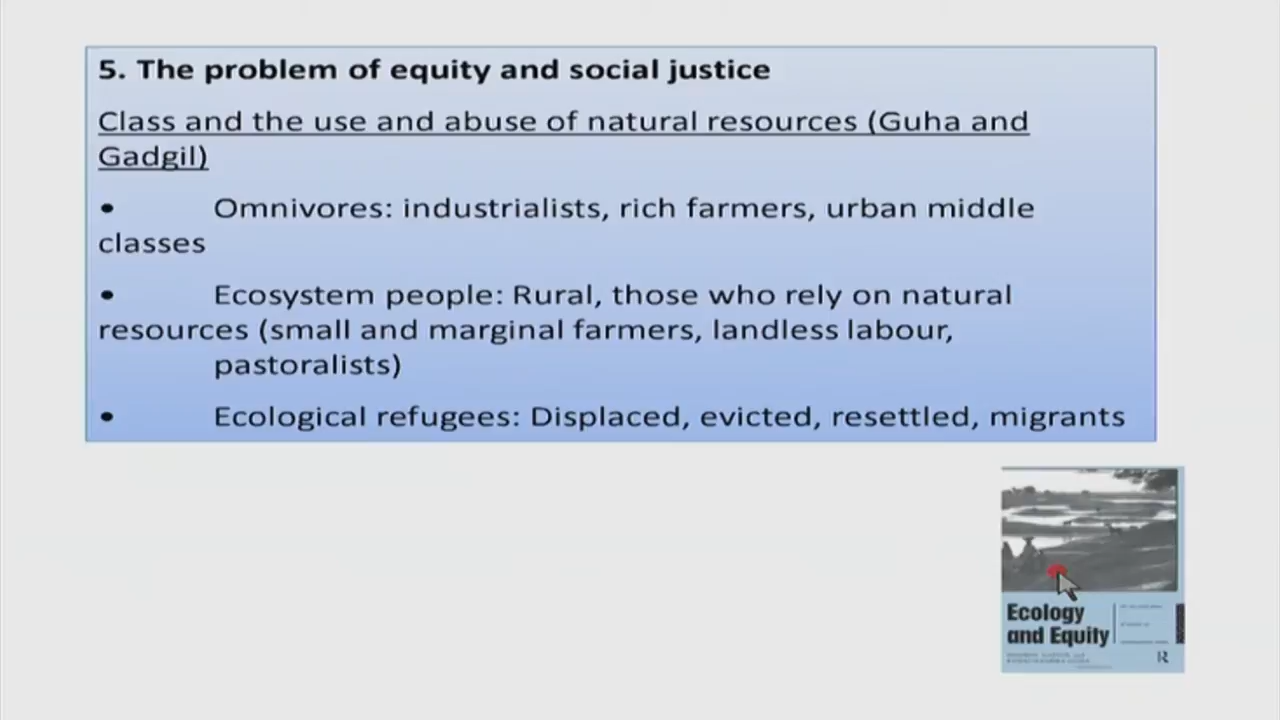 5. The problem of equity and social justice
Class and the use and abuse of natural resources (Guha and
Gadgil)
• Omnivores: industrialists, rich farmers, urban middle
classes
• Ecosystem people: Rural, those who rely on natural
resources (small and marginal farmers, landless labour,
pastoralists)
• Ecological refugees: Displaced, evicted, resettled, migrants
Ecology
and Equity
R